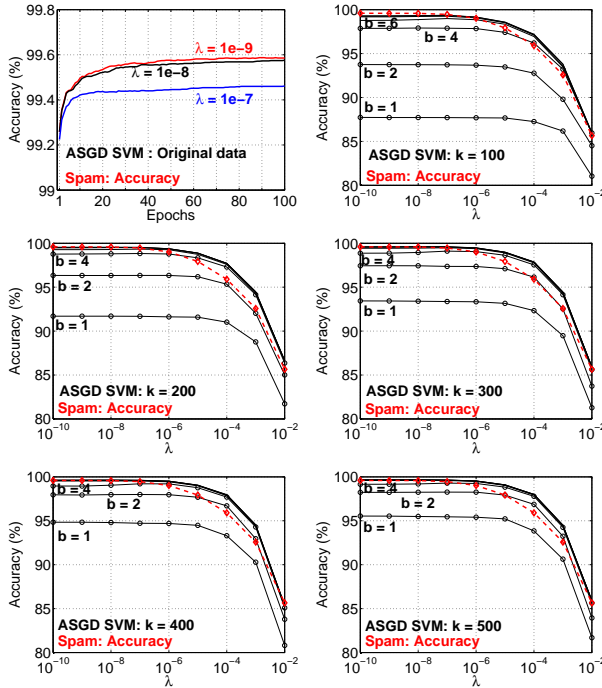 99.8
λ = 1e−9
99.6
λ = 1e−8
λ = 1e−7
99.4
99.2
Accuracy (%)
ASGD SVM : Original data
Spam: Accuracy
99
20 40 60 80 100
Epochs
100
b = 6
b = 4
95
b = 2
90
b = 1
85
Accuracy (%)
ASGD SVM: k = 100
Spam: Accuracy
80
10−10 10−8 10−6 10−4 10−2
λ
100
b = 4
95
b = 2
b = 1
90
85
Accuracy (%)
ASGD SVM: k = 200
Spam: Accuracy
80
10−10 10−8 10−6 10−4 10−2
λ
100
b = 4
b = 2
95
b = 1
90
85
Accuracy (%)
ASGD SVM: k = 300
Spam: Accuracy
80
10−10 10−8 10−6 10−4 10−2
λ
100
b = 4
b = 2
95
b = 1
90
85
Accuracy (%)
ASGD SVM: k = 400
Spam: Accuracy
80
10−10 10−8 10−6 10−4 10−2
λ
100
b = 4
b = 2
95
b = 1
90
85
Accuracy (%)
ASGD SVM: k = 500
Spam: Accuracy
80
10−10 10−8 10−6 10−4 10−2
λ